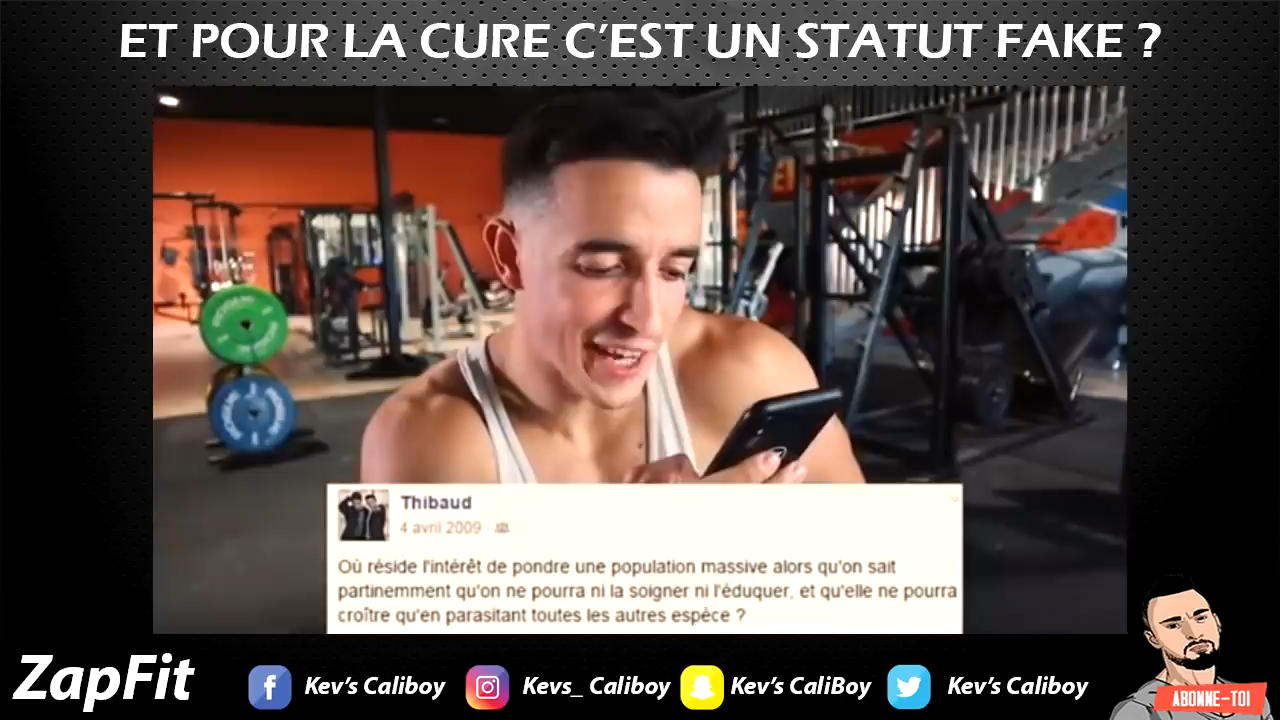 ET POUR LA CURE C'EST UN STATUT FAKE ?
Thibaud
4 avril 2009
Où réside l'intérêt de pondre une population massive alors qu'on sait
partinemment qu'on ne pourra ni la soigner ni l'éduquer, et qu'elle ne pourra
croître qu'en parasitant toutes les autres espèce ?
ZapFit
Kev's Caliboy
Kevs_ Caliboy
Kev's CaliBoy
Kev's Caliboy
ABONNE-TOI